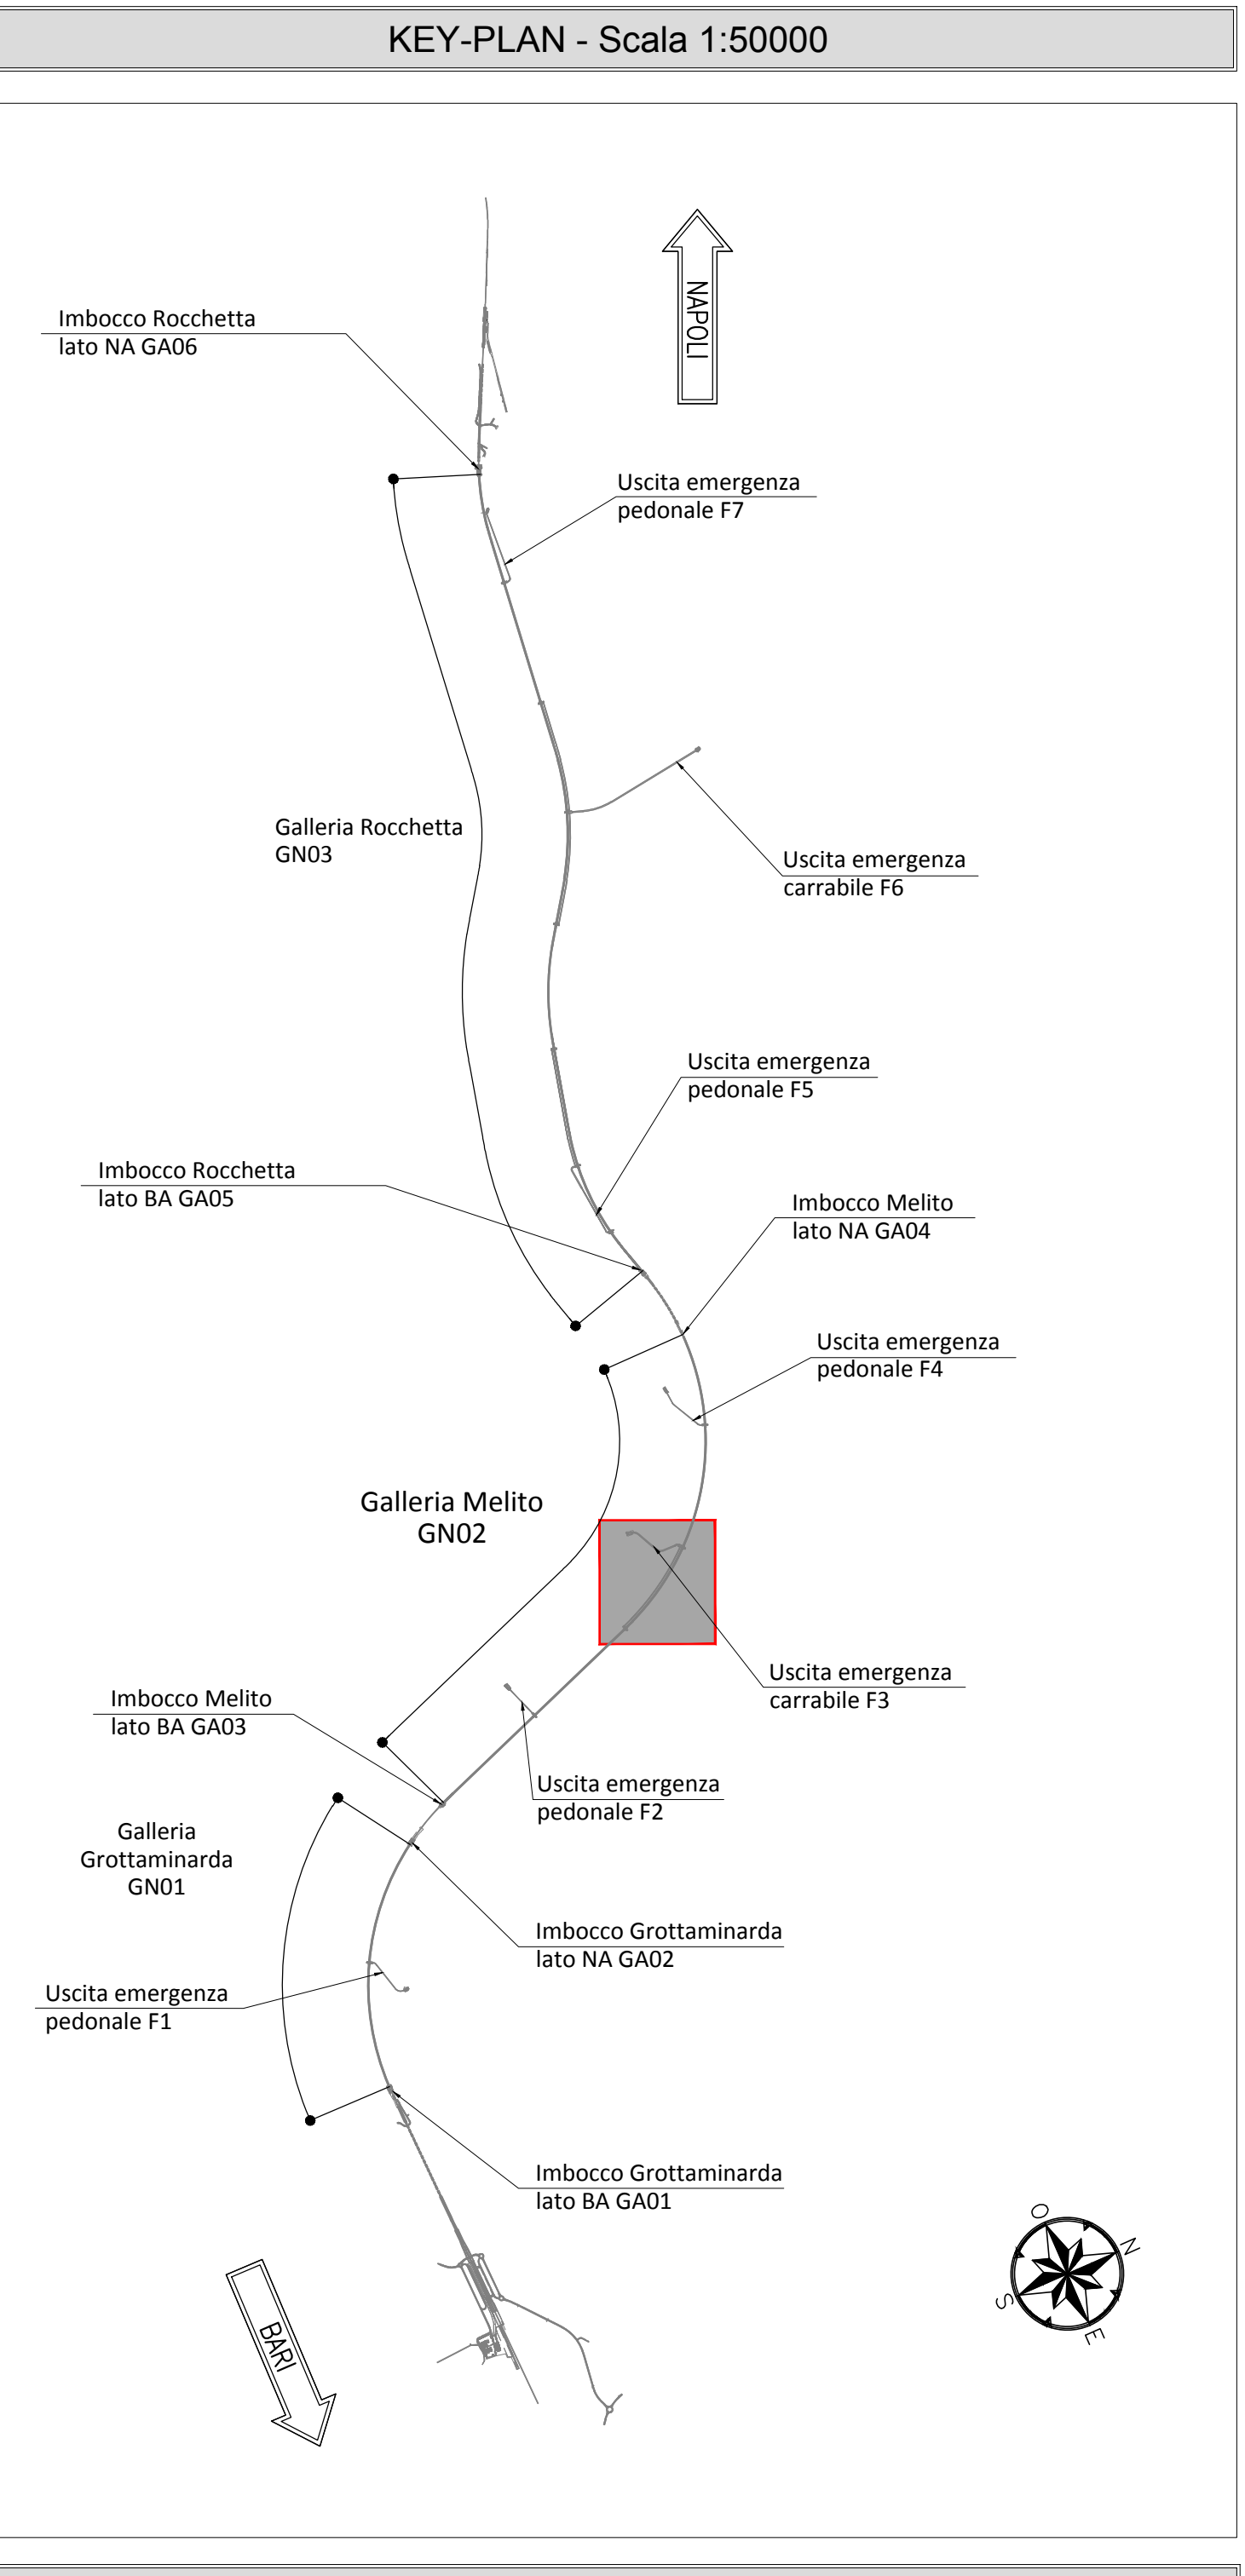 KEY-PLAN - Scala 1:50000
NAPOLI
Imbocco Rocchetta
lato NA GA06
Uscita emergenza
pedonale F7
Galleria Rocchetta
GN03
Uscita emergenza
carrabile F6
Uscita emergenza
pedonale F5
Imbocco Rocchetta
lato BA GA05
Imbocco Melito
lato NA GA04
Uscita emergenza
pedonale F4
Galleria Melito
GN02
Uscita emergenza
carrabile F3
Imbocco Melito
lato BA GA03
Uscita emergenza
pedonale F2
Galleria
Grottaminarda
GN01
Imbocco Grottaminarda
lato NA GA02
Uscita emergenza
pedonale F1
Imbocco Grottaminarda
lato BA GA01
O
N
S
E
BARI